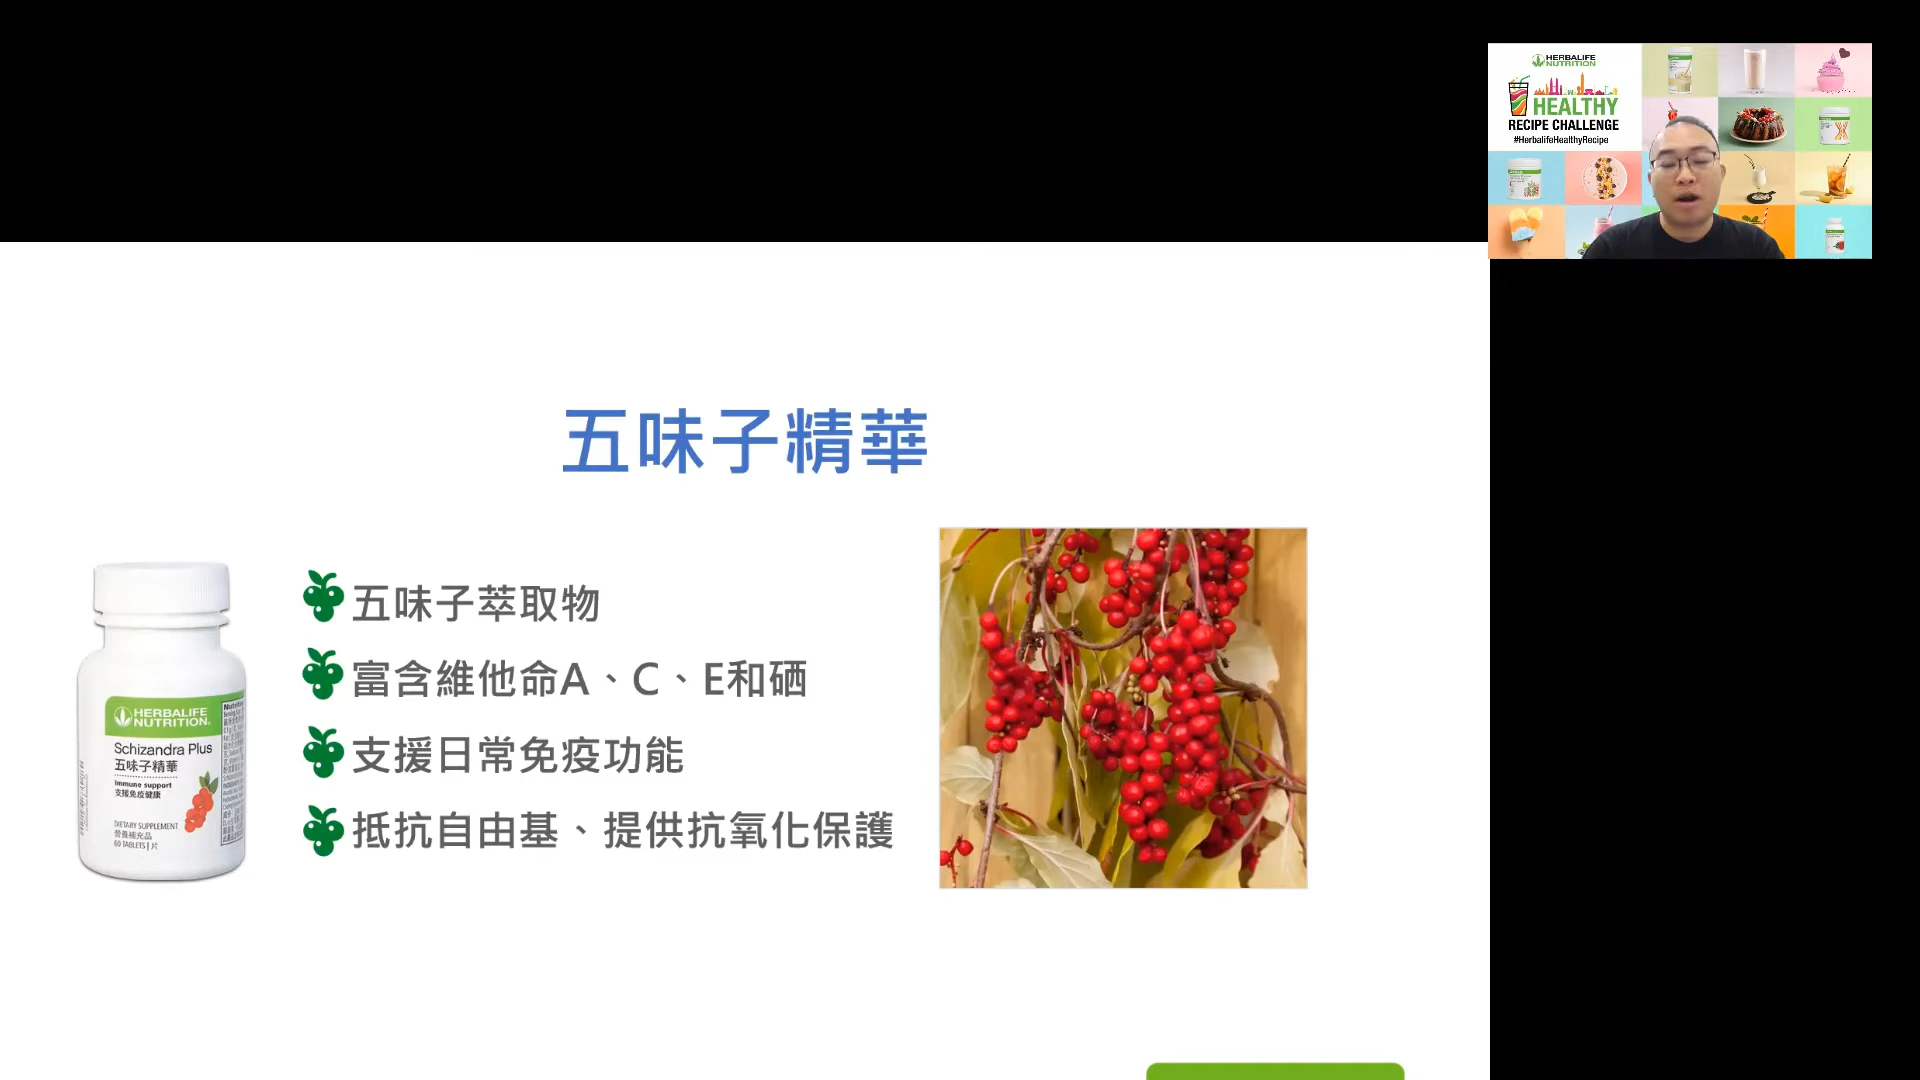 HERBALIFE
NUTRITION
HEALTHY
RECIPE CHALLENGE
#HerbalifeHealthyRecipe
五味子精華
五味子萃取物
富含維他命A、C、E和硒
支援日常免疫功能
抵抗自由基、提供抗氧化保護
HERBALIFE
NUTRITION
Schizandra Plus
五味子精華
Immune support
支援免疫健康
DIETARY SUPPLEMENT
營養補充品
60 TABLETS | 片